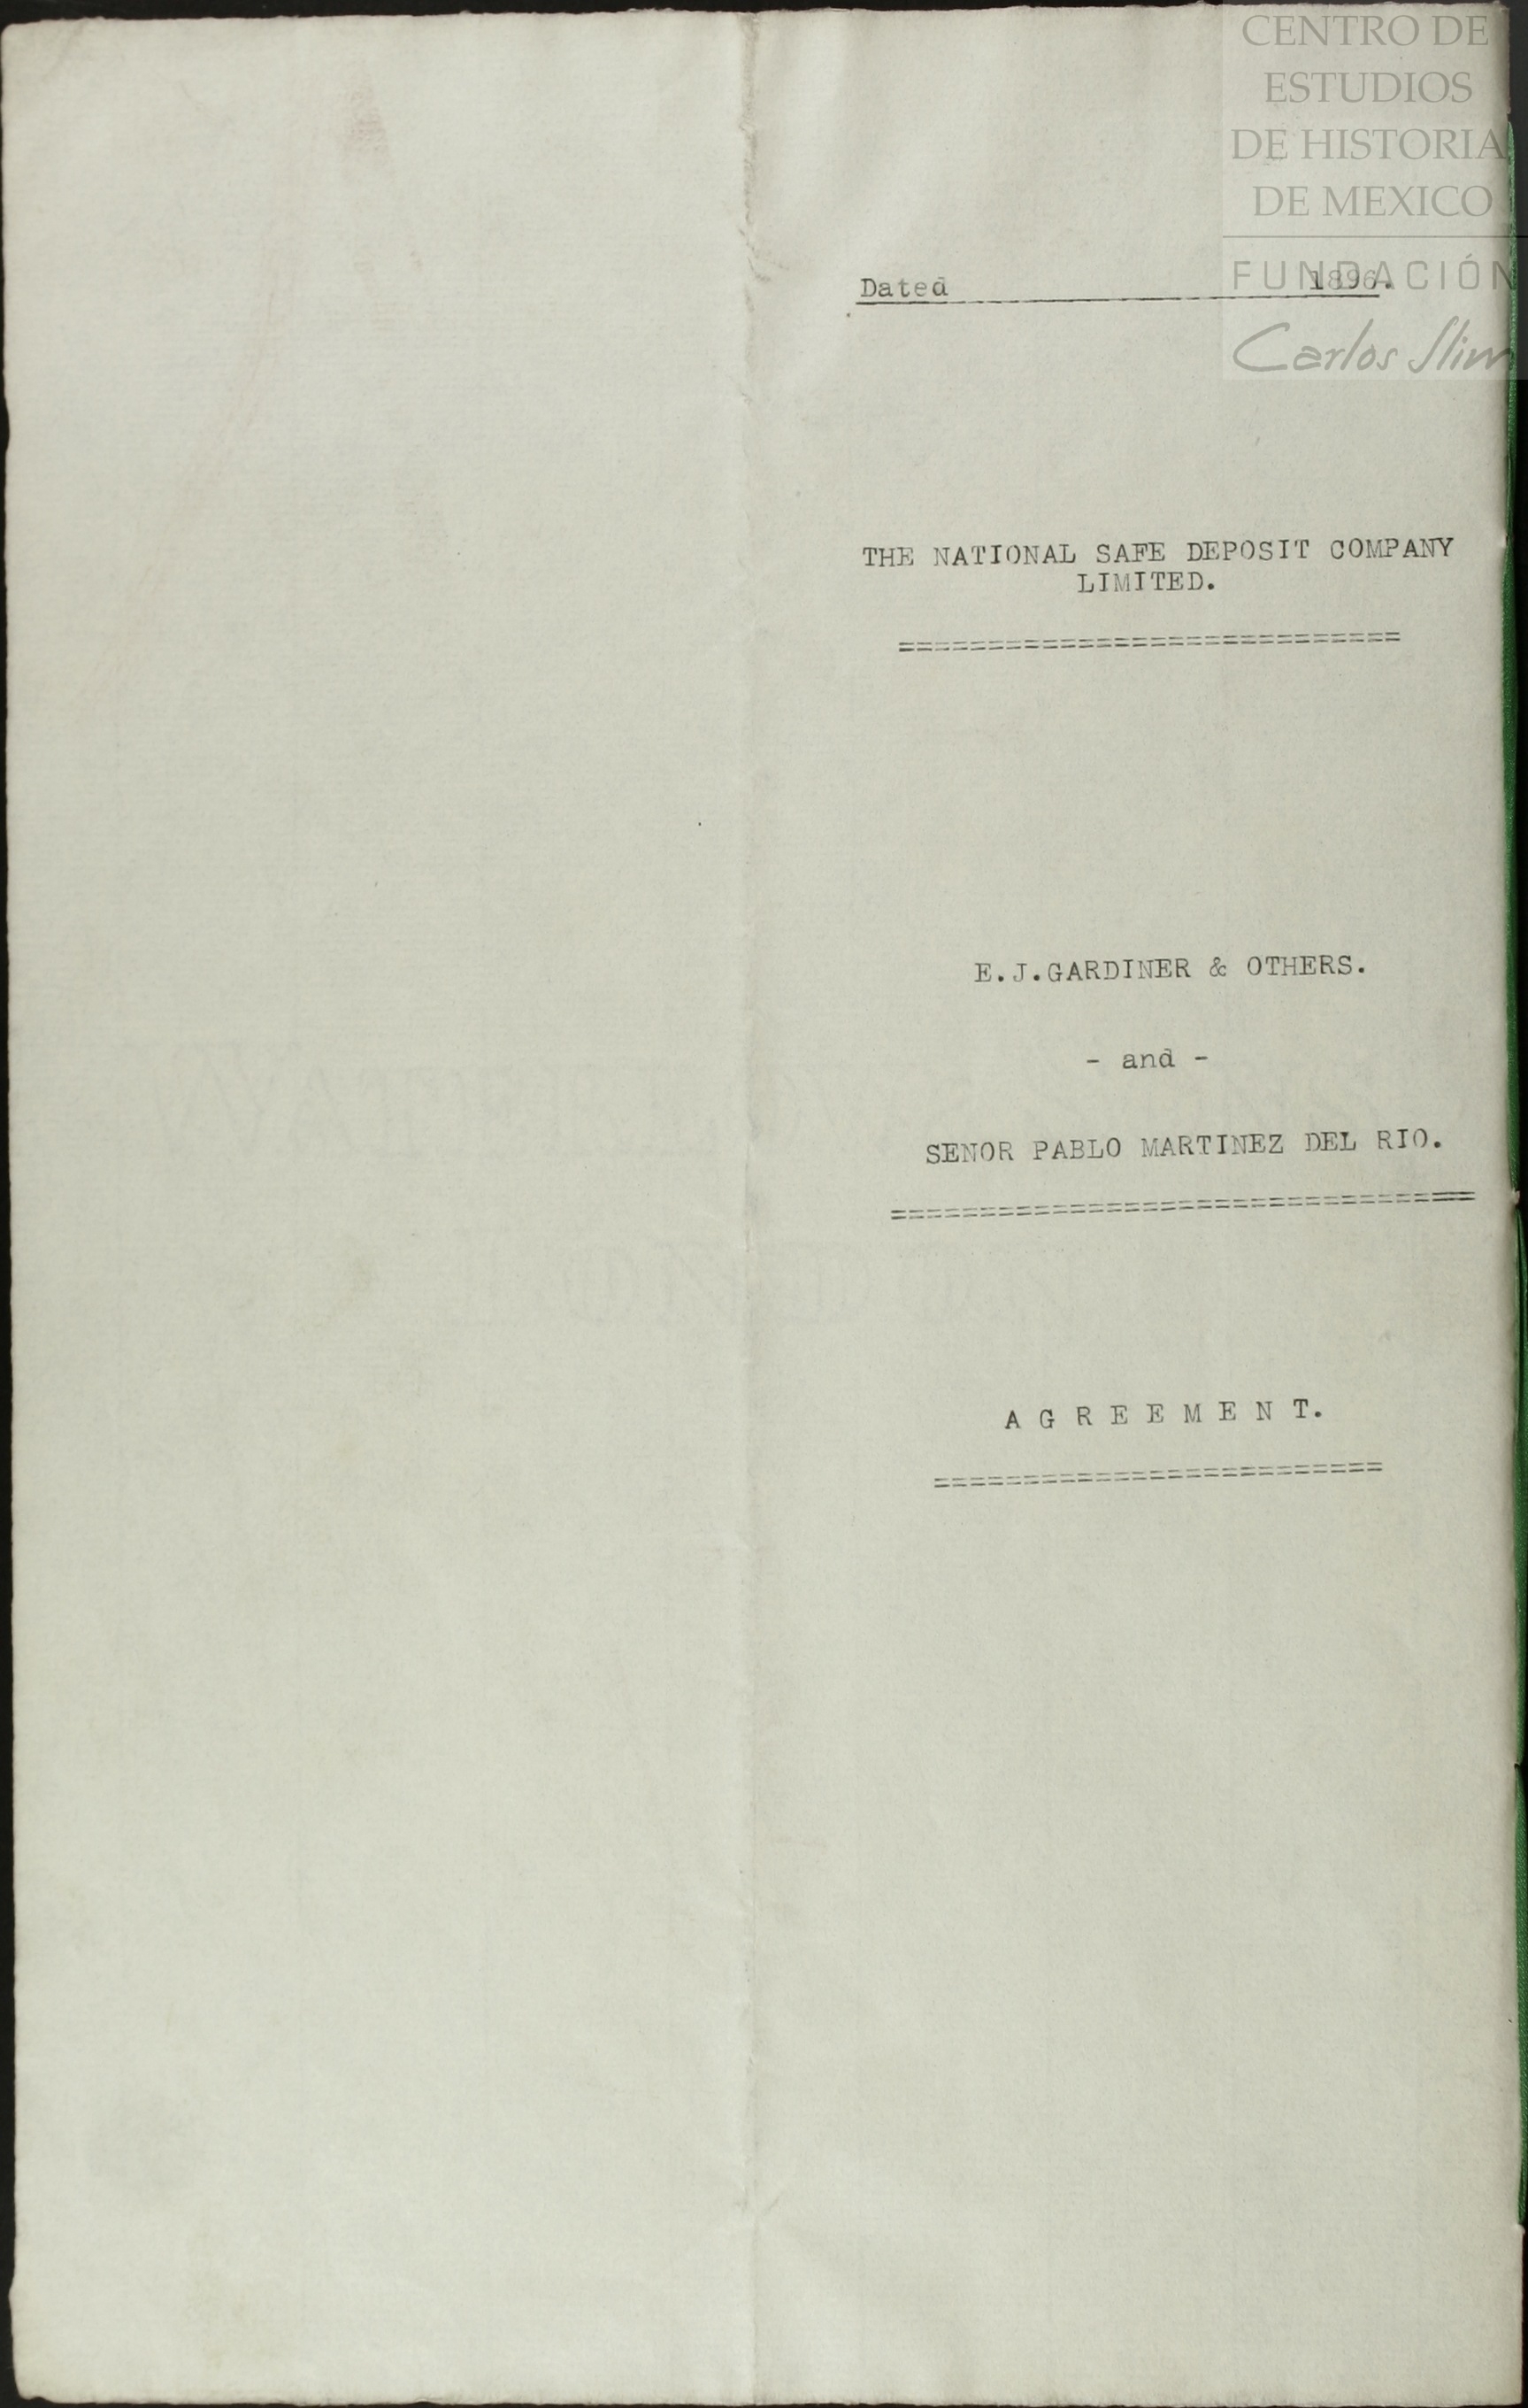 CENTRO DE
ESTUDIOS
DE HISTORIA
DE MEXICO
FUNDACIÓN
Carlos Slim
Dated 1896.
THE NATIONAL SAFE DEPOSIT COMPANY
LIMITED.
E.J.GARDINER & OTHERS.
- and -
SENOR PABLO MARTINEZ DEL RIO.
A G R E E M E N T.